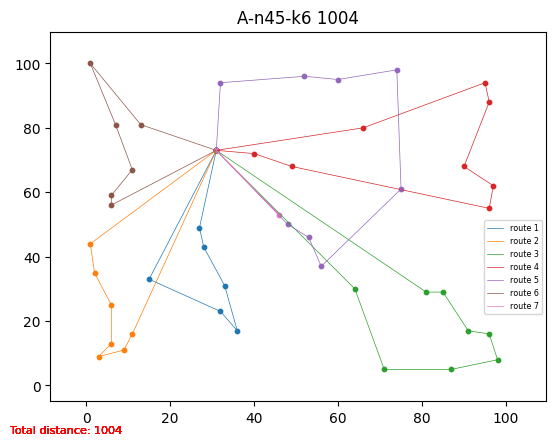 A-n45-k6 1004
100
80
60
40
20
0
0 20 40 60 80 100
route 1
route 2
route 3
route 4
route 5
route 6
route 7
Total distance: 1004